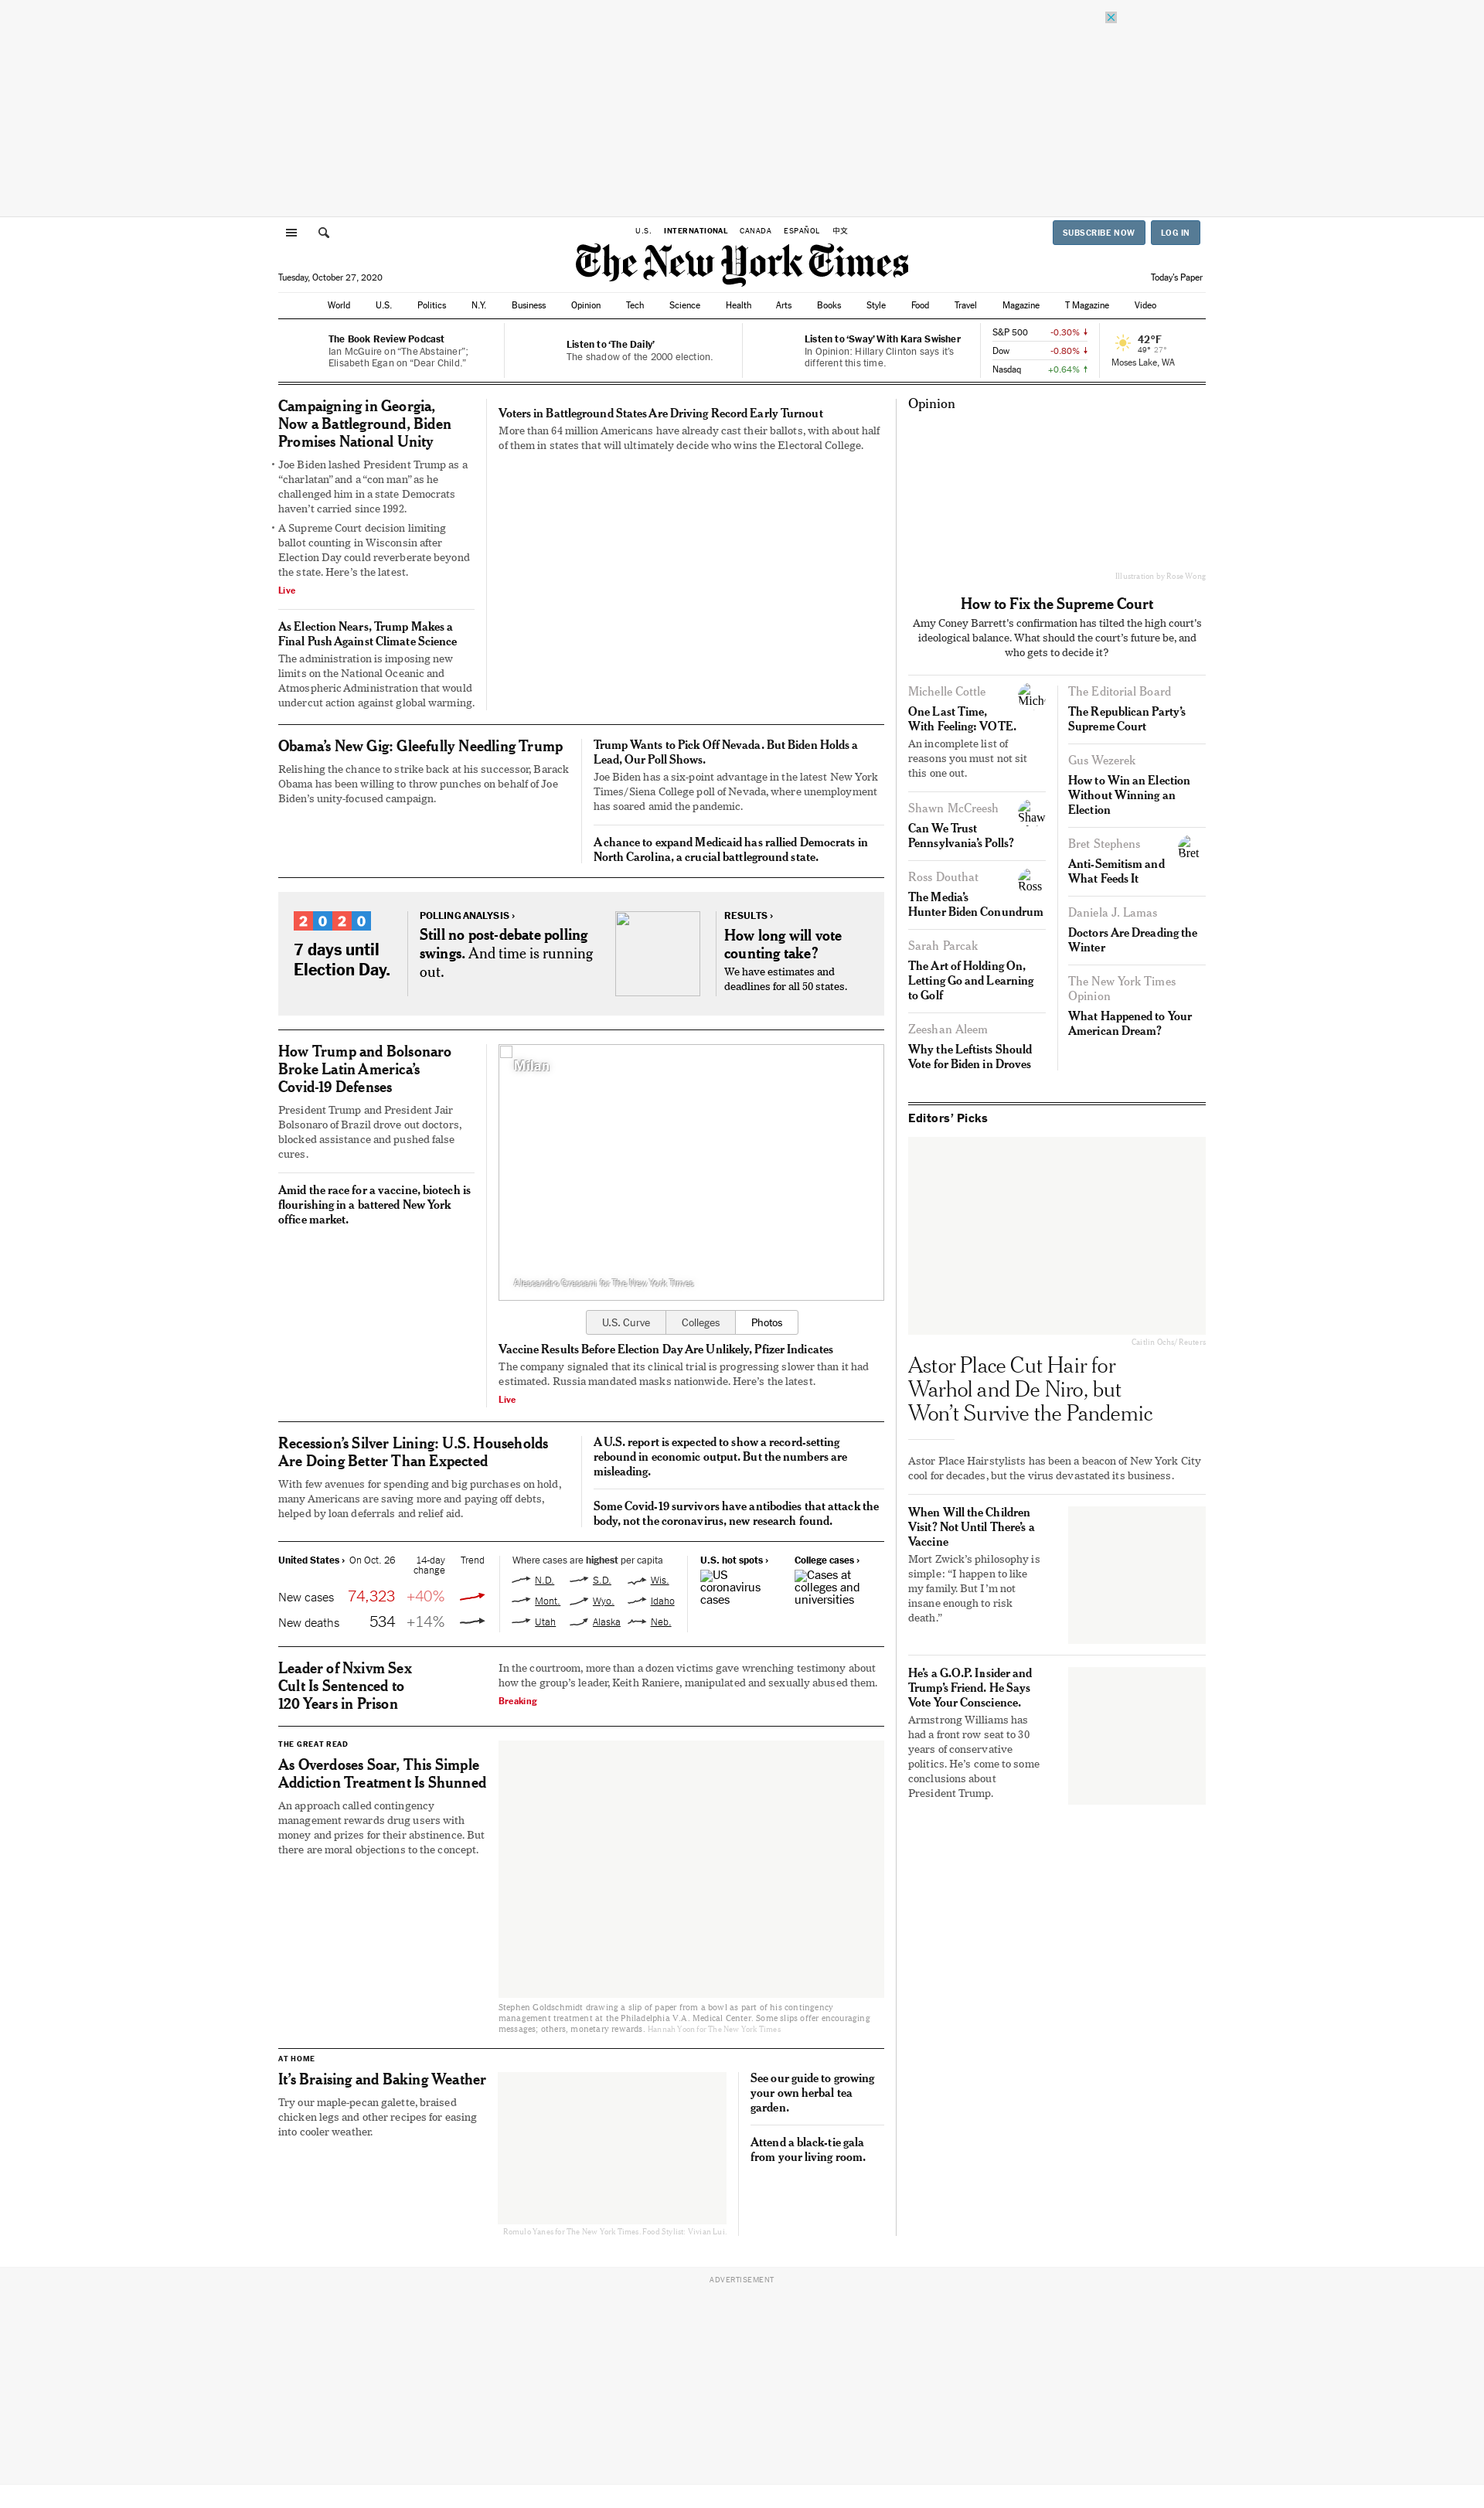 U.S. INTERNATIONAL CANADA ESPAÑOL 中文
SUBSCRIBE NOW LOG IN
The New York Times
Tuesday, October 27, 2020
Today's Paper
World U.S. Politics N.Y. Business Opinion Tech Science Health Arts Books Style Food Travel Magazine T Magazine Video
The Book Review Podcast
Ian McGuire on “The Abstainer”;
Elisabeth Egan on “Dear Child.”
Listen to ‘The Daily’
The shadow of the 2000 election.
Listen to ‘Sway’ With Kara Swisher
In Opinion: Hillary Clinton says it’s
different this time.
S&P 500 -0.30% ↓
Dow -0.80% ↓
Nasdaq +0.64% ↑
42°F
49° 27°
Moses Lake, WA
Campaigning in Georgia,
Now a Battleground, Biden
Promises National Unity
• Joe Biden lashed President Trump as a
“charlatan” and a “con man” as he
challenged him in a state Democrats
haven’t carried since 1992.
• A Supreme Court decision limiting
ballot counting in Wisconsin after
Election Day could reverberate beyond
the state. Here’s the latest.
Live
As Election Nears, Trump Makes a
Final Push Against Climate Science
The administration is imposing new
limits on the National Oceanic and
Atmospheric Administration that would
undercut action against global warming.
Voters in Battleground States Are Driving Record Early Turnout
More than 64 million Americans have already cast their ballots, with about half
of them in states that will ultimately decide who wins the Electoral College.
Obama’s New Gig: Gleefully Needling Trump
Relishing the chance to strike back at his successor, Barack
Obama has been willing to throw punches on behalf of Joe
Biden’s unity-focused campaign.
Trump Wants to Pick Off Nevada. But Biden Holds a
Lead, Our Poll Shows.
Joe Biden has a six-point advantage in the latest New York
Times/Siena College poll of Nevada, where unemployment
has soared amid the pandemic.
A chance to expand Medicaid has rallied Democrats in
North Carolina, a crucial battleground state.
2020
7 days until
Election Day.
POLLING ANALYSIS ›
Still no post-debate polling
swings. And time is running
out.
RESULTS ›
How long will vote
counting take?
We have estimates and
deadlines for all 50 states.
How Trump and Bolsonaro
Broke Latin America’s
Covid-19 Defenses
President Trump and President Jair
Bolsonaro of Brazil drove out doctors,
blocked assistance and pushed false
cures.
Amid the race for a vaccine, biotech is
flourishing in a battered New York
office market.
Milan
Alessandro Grassani for The New York Times
U.S. Curve Colleges Photos
Vaccine Results Before Election Day Are Unlikely, Pfizer Indicates
The company signaled that its clinical trial is progressing slower than it had
estimated. Russia mandated masks nationwide. Here’s the latest.
Live
Recession’s Silver Lining: U.S. Households
Are Doing Better Than Expected
With few avenues for spending and big purchases on hold,
many Americans are saving more and paying off debts,
helped by loan deferrals and relief aid.
A U.S. report is expected to show a record-setting
rebound in economic output. But the numbers are
misleading.
Some Covid-19 survivors have antibodies that attack the
body, not the coronavirus, new research found.
United States › On Oct. 26 14-day Trend
change
New cases 74,323 +40%
New deaths 534 +14%
Where cases are highest per capita
N.D. S.D. Wis.
Mont. Wyo. Idaho
Utah Alaska Neb.
U.S. hot spots ›
US
coronavirus
cases
College cases ›
Cases at
colleges and
universities
Leader of Nxivm Sex
Cult Is Sentenced to
120 Years in Prison
In the courtroom, more than a dozen victims gave wrenching testimony about
how the group’s leader, Keith Raniere, manipulated and sexually abused them.
Breaking
THE GREAT READ
As Overdoses Soar, This Simple
Addiction Treatment Is Shunned
An approach called contingency
management rewards drug users with
money and prizes for their abstinence. But
there are moral objections to the concept.
Stephen Goldschmidt drawing a slip of paper from a bowl as part of his contingency
management treatment at the Philadelphia V.A. Medical Center. Some slips offer encouraging
messages; others, monetary rewards. Hannah Yoon for The New York Times
AT HOME
It’s Braising and Baking Weather
Try our maple-pecan galette, braised
chicken legs and other recipes for easing
into cooler weather.
Romulo Yanes for The New York Times. Food Stylist: Vivian Lui.
See our guide to growing
your own herbal tea
garden.
Attend a black-tie gala
from your living room.
Opinion
Illustration by Rose Wong
How to Fix the Supreme Court
Amy Coney Barrett’s confirmation has tilted the high court’s
ideological balance. What should the court’s future be, and
who gets to decide it?
Michelle Cottle
Mich
One Last Time,
With Feeling: VOTE.
An incomplete list of
reasons you must not sit
this one out.
Shawn McCreesh
Shaw
Can We Trust
Pennsylvania’s Polls?
Ross Douthat
Ross
The Media’s
Hunter Biden Conundrum
Sarah Parcak
The Art of Holding On,
Letting Go and Learning
to Golf
Zeeshan Aleem
Why the Leftists Should
Vote for Biden in Droves
The Editorial Board
The Republican Party’s
Supreme Court
Gus Wezerek
How to Win an Election
Without Winning an
Election
Bret Stephens
Bret
Anti-Semitism and
What Feeds It
Daniela J. Lamas
Doctors Are Dreading the
Winter
The New York Times
Opinion
What Happened to Your
American Dream?
Editors’ Picks
Caitlin Ochs/Reuters
Astor Place Cut Hair for
Warhol and De Niro, but
Won’t Survive the Pandemic
Astor Place Hairstylists has been a beacon of New York City
cool for decades, but the virus devastated its business.
When Will the Children
Visit? Not Until There’s a
Vaccine
Mort Zwick’s philosophy is
simple: “I happen to like
my family. But I’m not
insane enough to risk
death.”
He’s a G.O.P. Insider and
Trump’s Friend. He Says
Vote Your Conscience.
Armstrong Williams has
had a front row seat to 30
years of conservative
politics. He’s come to some
conclusions about
President Trump.
ADVERTISEMENT